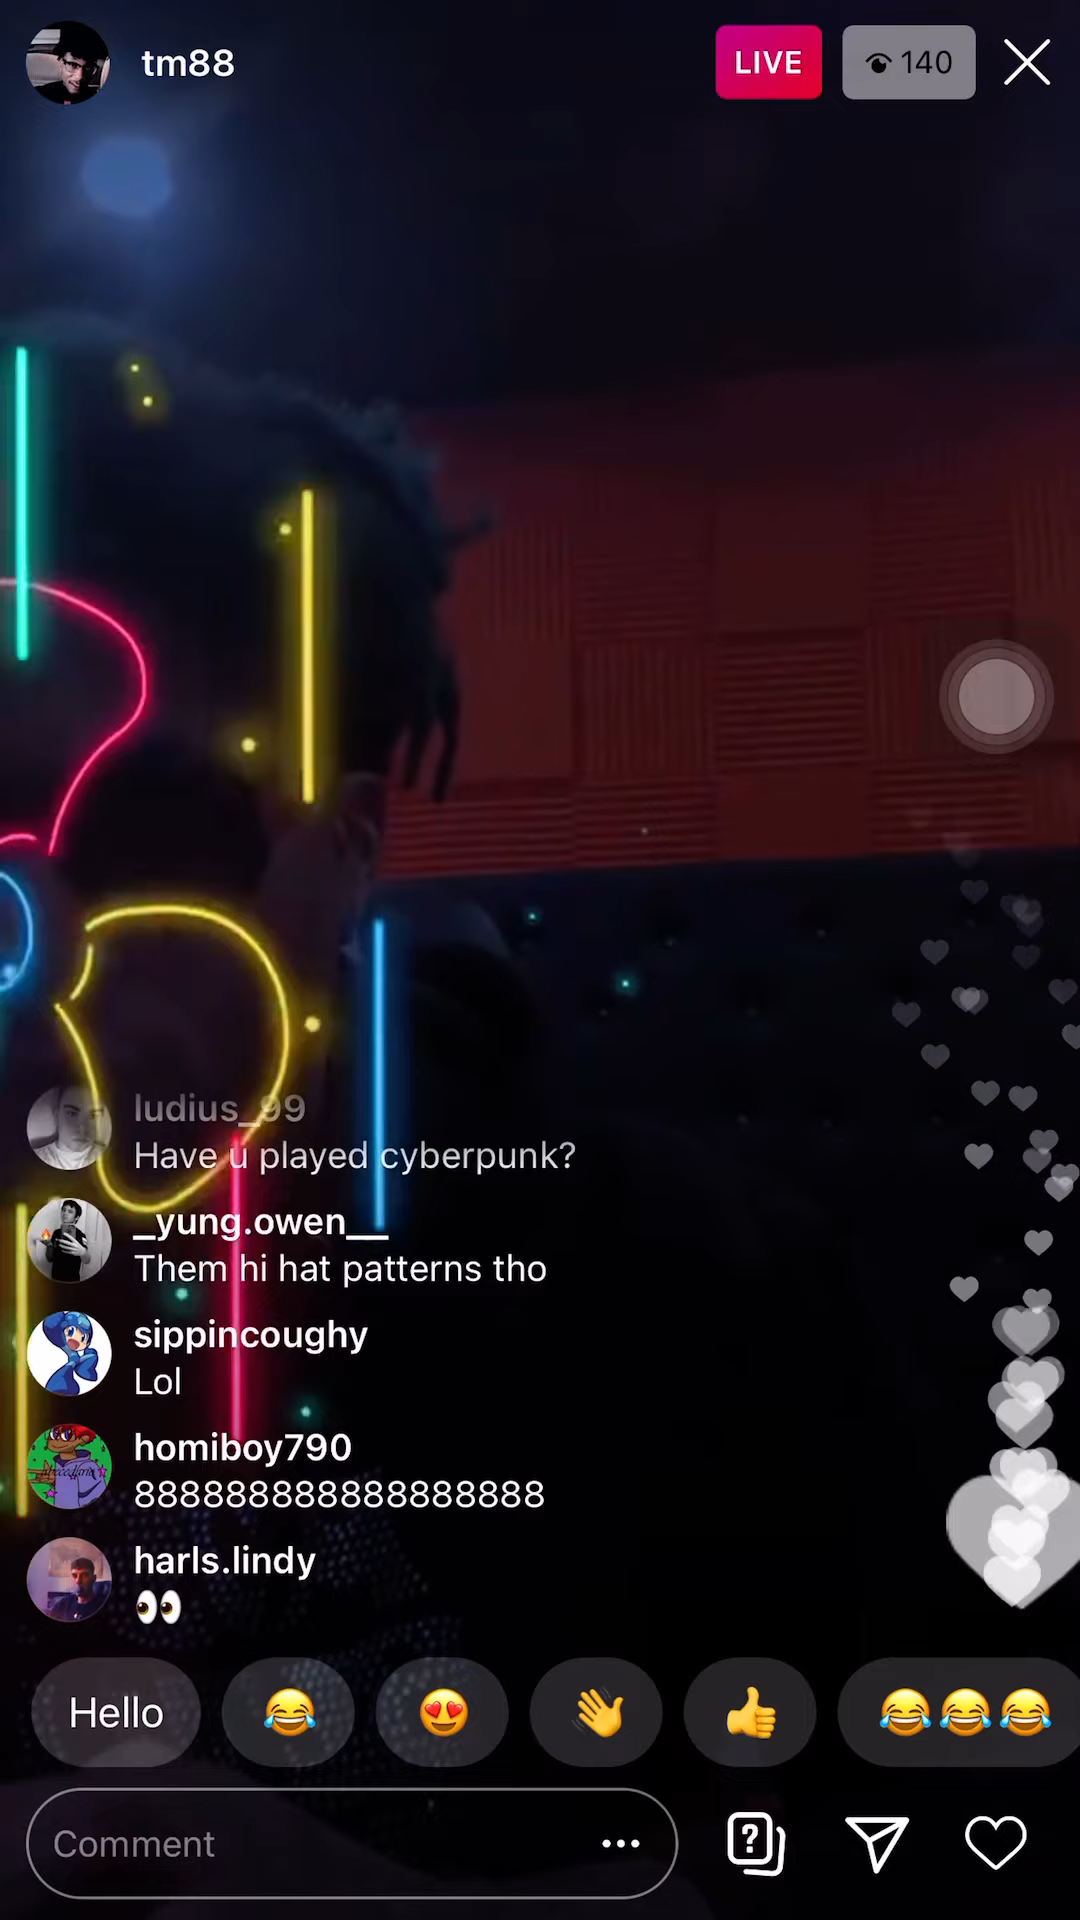 tm88
LIVE
140
ludius_99
Have u played cyberpunk?
_yung.owen__
Them hi hat patterns tho
sippincoughy
Lol
homiboy790
888888888888888888
harls.lindy
👀
Hello 😂 😍 👋 👍 😂😂😂
Comment